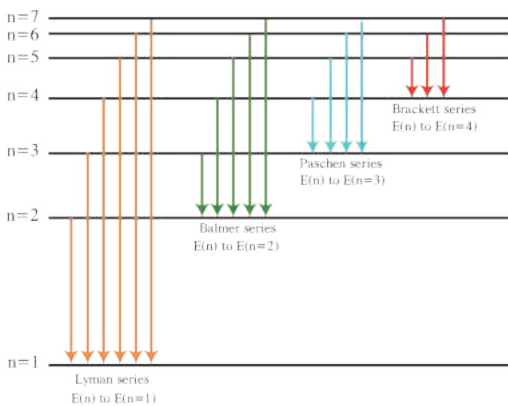 n=7
n=6
n=5
n=4
Brackett series
E(n) to E(n=4)
n=3
Paschen series
E(n) to E(n=3)
n=2
Balmer series
E(n) to E(n=2)
n=1
Lyman series
E(n) to E(n=1)